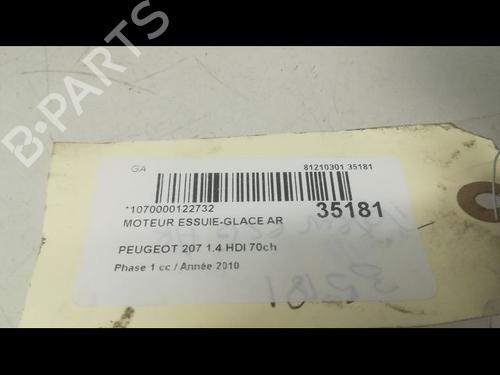 B-PARTS
GA
81210301 35181
*1070000122732
35181
MOTEUR ESSUIE-GLACE AR
PEUGEOT 207 1.4 HDI 70ch
Phase 1 cc / Année 2010
35181